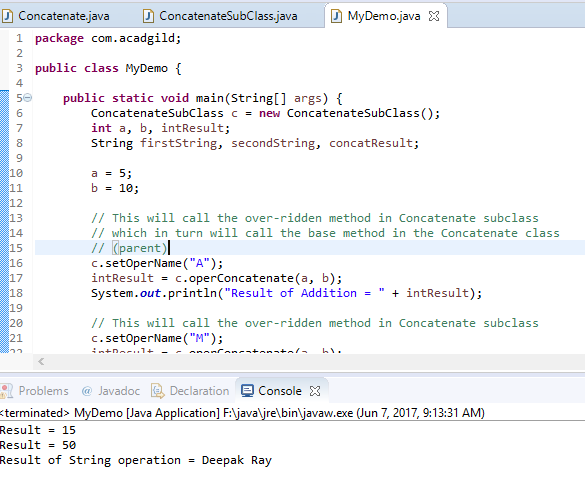 Concatenate.java ConcatenateSubClass.java MyDemo.java
1 package com.acadgild;
2
3 public class MyDemo {
4
5 public static void main(String[] args) {
6 ConcatenateSubClass c = new ConcatenateSubClass();
7 int a, b, intResult;
8 String firstString, secondString, concatResult;
9
10 a = 5;
11 b = 10;
12
13 // This will call the over-ridden method in Concatenate subclass
14 // which in turn will call the base method in the Concatenate class
15 // (parent)
16 c.setOperName("A");
17 intResult = c.operConcatenate(a, b);
18 System.out.println("Result of Addition = " + intResult);
19
20 // This will call the over-ridden method in Concatenate subclass
21 c.setOperName("M");
22 intResult = c.operConcatenate(a, b);
Problems @ Javadoc Declaration Console
<terminated> MyDemo [Java Application] F:\java\jre\bin\javaw.exe (Jun 7, 2017, 9:13:31 AM)
Result = 15
Result = 50
Result of String operation = Deepak Ray